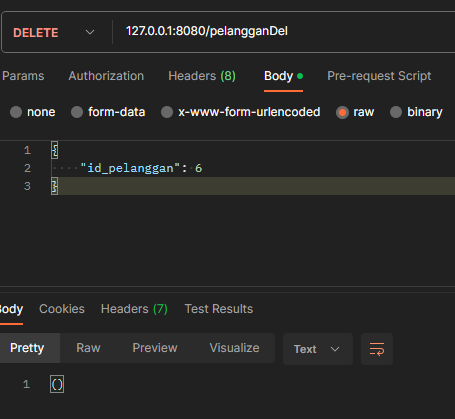 DELETE 127.0.0.1:8080/pelangganDel
Params Authorization Headers (8) Body Pre-request Script
none form-data x-www-form-urlencoded raw binary
1 {
2 "id_pelanggan": 6
3 }
Body Cookies Headers (7) Test Results
Pretty Raw Preview Visualize Text
1 ()